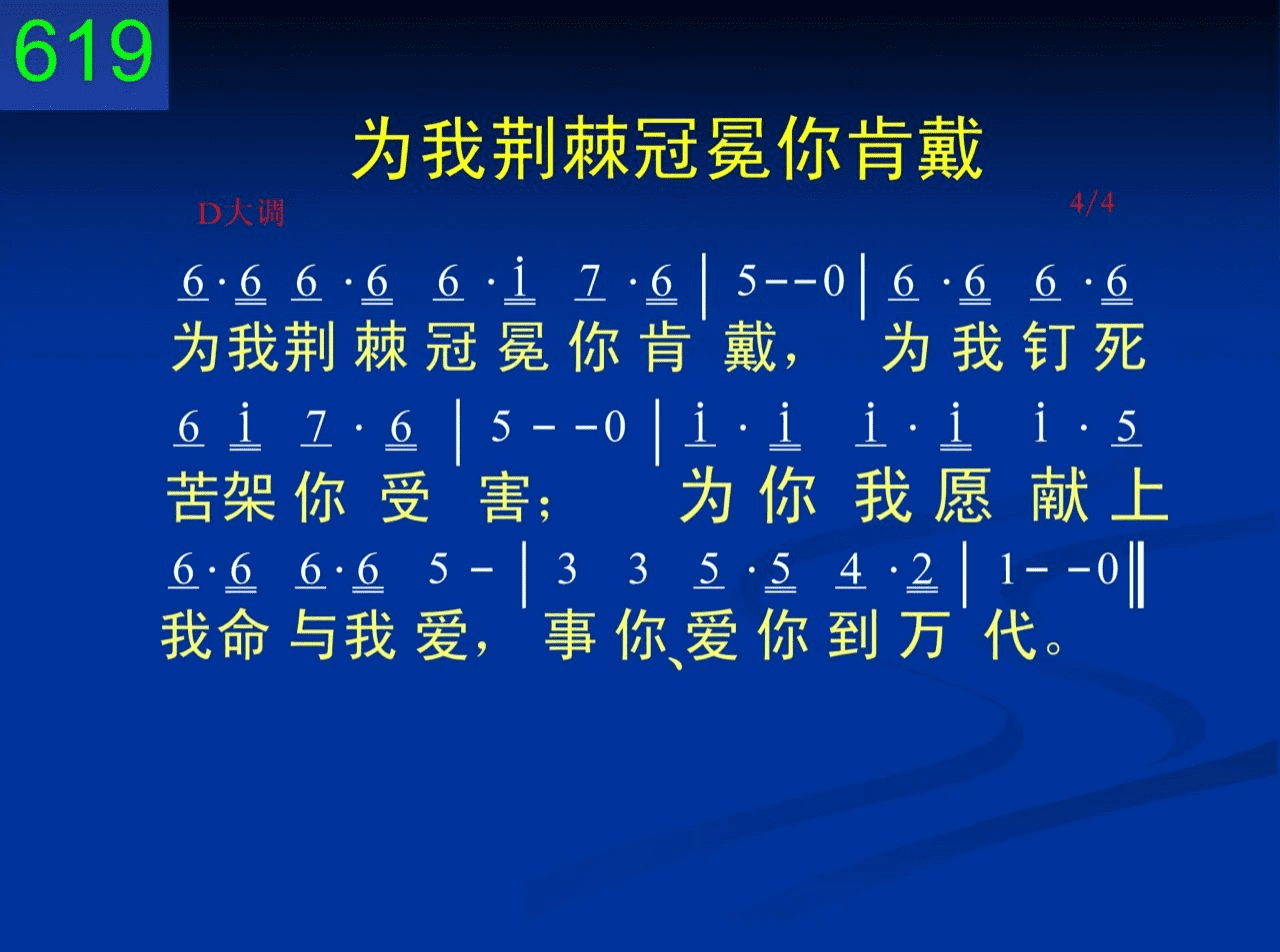 619
为我荆棘冠冕你肯戴
D大调 4/4
6·6 6·6 6·i 7·6 | 5--0 | 6·6 6·6
为我荆棘冠冕你肯戴，为我钉死
6 i 7·6 | 5--0 | i·i i·i i·5
苦架你受害；为你我愿献上
6·6 6·6 5- | 3 3 5·5 4·2 | 1--0‖
我命与我爱，事你、爱你到万代。